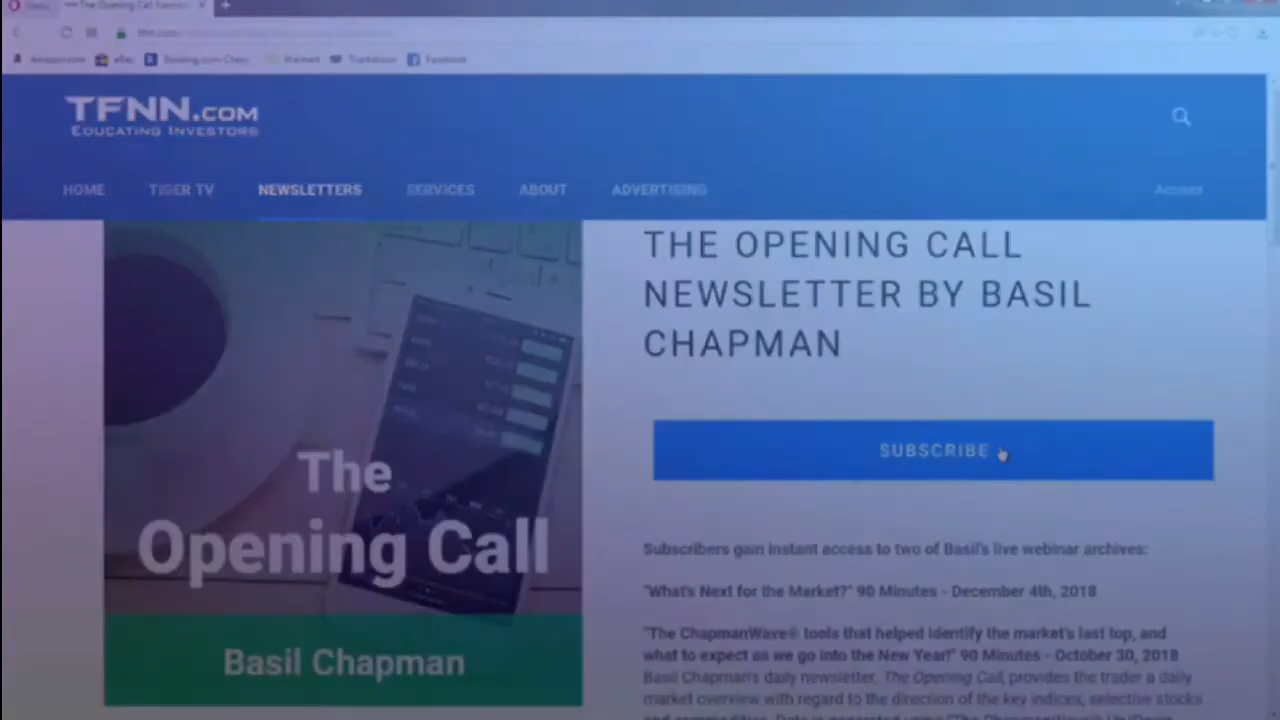 The Opening Call
TFNN.COM
EDUCATING INVESTORS
HOME TIGER TV NEWSLETTERS SERVICES ABOUT ADVERTISING Account
THE OPENING CALL
NEWSLETTER BY BASIL
CHAPMAN
SUBSCRIBE
The
Opening Call
Basil Chapman
Subscribers gain instant access to two of Basil's live webinar archives:
"What's Next for the Market?" 90 Minutes - December 4th, 2018
"The ChapmanWave® tools that helped identify the market's last top, and
what to expect as we go into the New Year!" 90 Minutes - October 30, 2018
Basil Chapman's daily newsletter, The Opening Call, provides the trader a daily
market overview with regard to the direction of the key indices, selective stocks